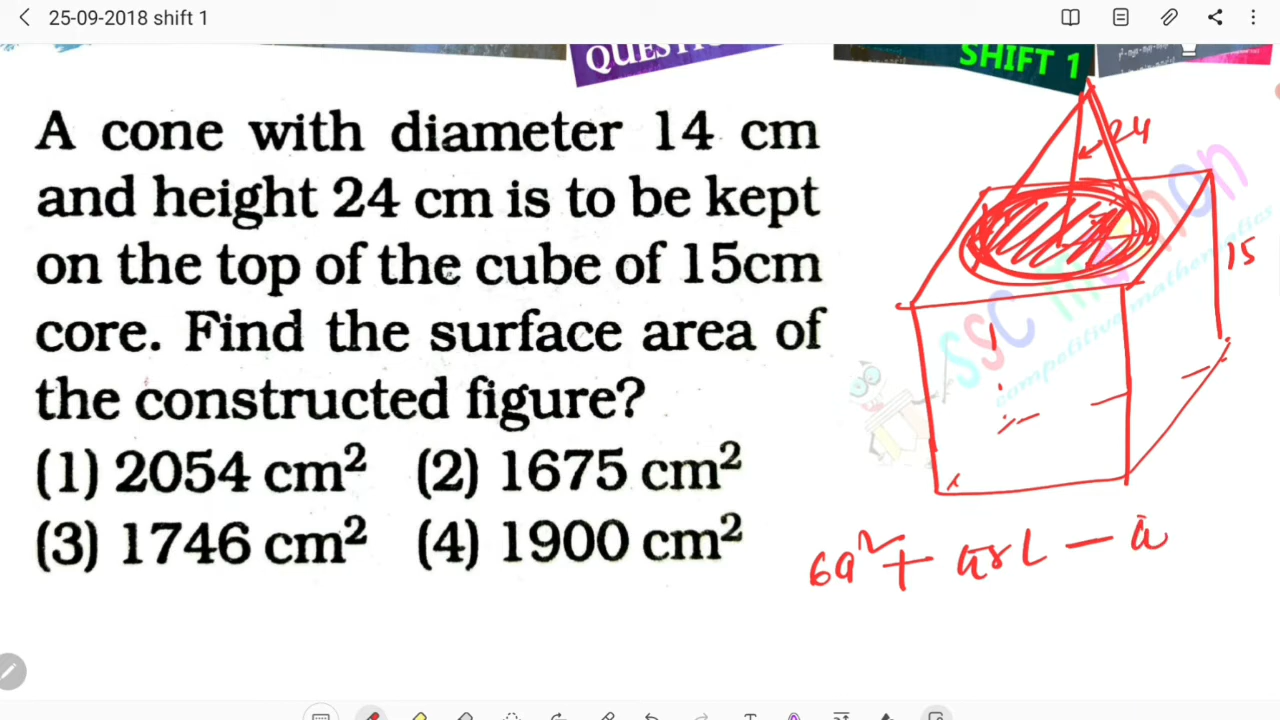 25-09-2018 shift 1
SHIFT 1
A cone with diameter 14 cm
and height 24 cm is to be kept
on the top of the cube of 15cm
core. Find the surface area of
the constructed figure?
(1) 2054 cm² (2) 1675 cm²
(3) 1746 cm² (4) 1900 cm²
24
15
6a² + πrl − π